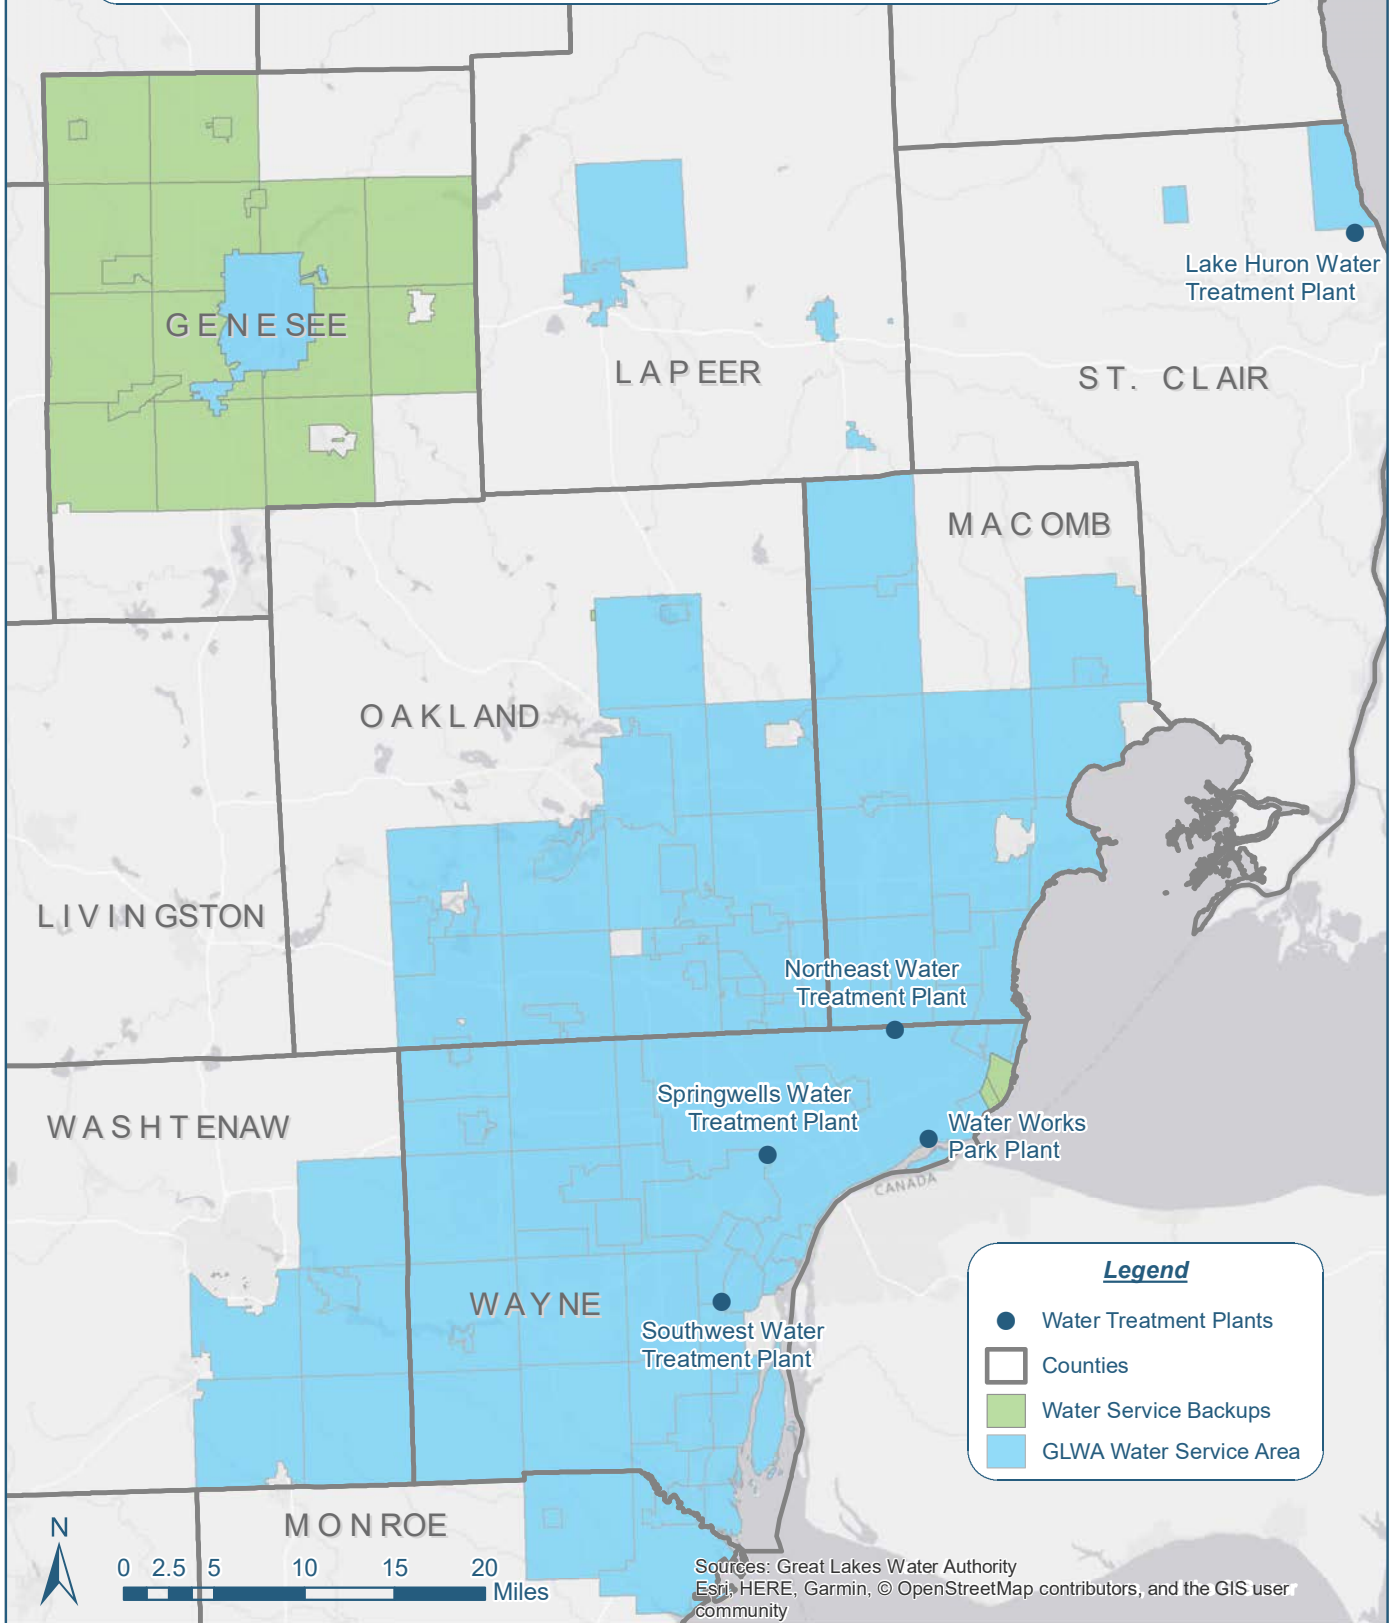 Lake Huron Water
Treatment Plant
GENESEE
LAPEER
ST. CLAIR
MACOMB
OAKLAND
LIVINGSTON
Northeast Water
Treatment Plant
Springwells Water
Treatment Plant
WASHTENAW
Water Works
Park Plant
CANADA
Legend
WAYNE
Water Treatment Plants
Southwest Water
Treatment Plant
Counties
Water Service Backups
GLWA Water Service Area
MONROE
N
0 2.5 5 10 15 20
Miles
Sources: Great Lakes Water Authority
Esri, HERE, Garmin, © OpenStreetMap contributors, and the GIS user
community